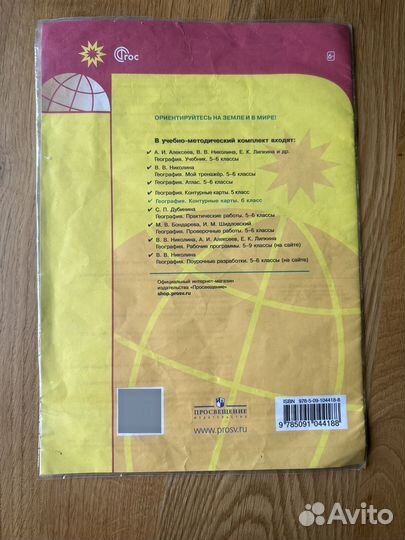 ФГОС
6+
ОРИЕНТИРУЙТЕСЬ НА ЗЕМЛЕ И В МИРЕ!
В учебно-методический комплект входят:
✔ А. И. Алексеев, В. В. Николина, Е. К. Липкина и др.
География. Учебник. 5–6 классы
✔ В. В. Николина
География. Мой тренажёр. 5–6 классы
✔ География. Атлас. 5–6 классы
✔ География. Контурные карты. 5 класс
✔ География. Контурные карты. 6 класс
✔ С. П. Дубинина
География. Практические работы. 5–6 классы
✔ М. В. Бондарева, И. М. Шидловский
География. Проверочные работы. 5–6 классы
✔ В. В. Николина, А. И. Алексеев, Е. К. Липкина
География. Рабочие программы. 5–9 классы (на сайте)
✔ В. В. Николина
География. Поурочные разработки. 5–6 классы (на сайте)
Официальный интернет-магазин
издательства «Просвещение»
shop.prosv.ru
ПРОСВЕЩЕНИЕ
ИЗДАТЕЛЬСТВО
www.prosv.ru
ISBN 978-5-09-104418-8
9 785091 044188
Avito